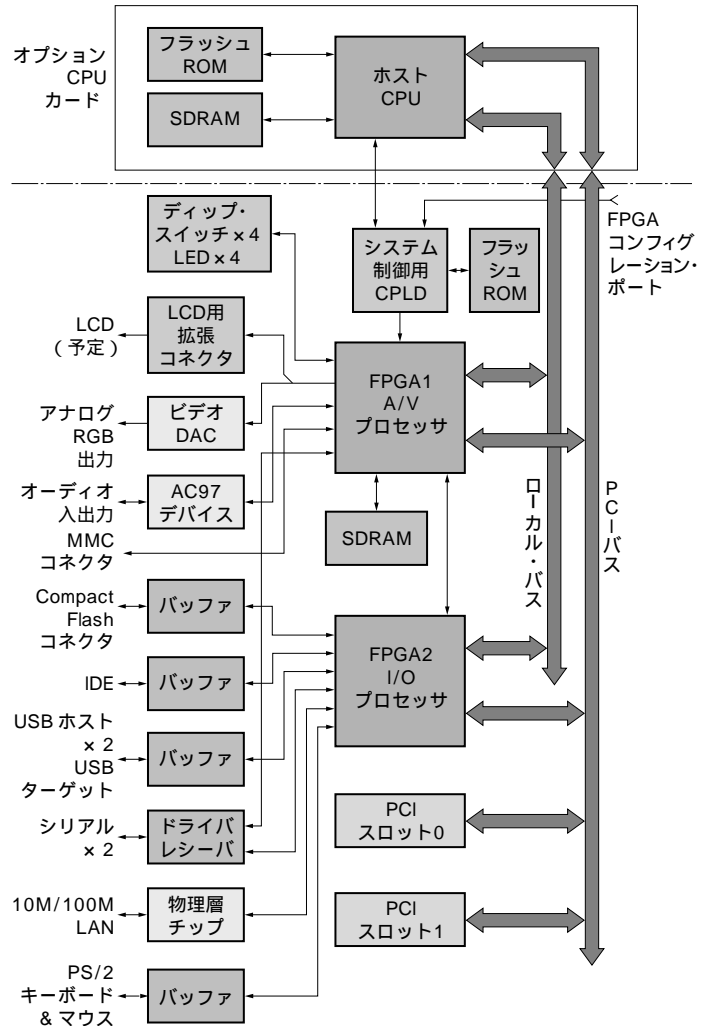 オプション
CPU
カード
フラッシュ
ROM
SDRAM
ホスト
CPU
ディップ・
スイッチ×4
LED×4
システム
制御用
CPLD
フラッ
シュ
ROM
FPGA
コンフィグ
レーション・
ポート
LCD
(予定)
LCD用
拡張
コネクタ
FPGA1
A/V
プロセッサ
アナログ
RGB
出力
ビデオ
DAC
オーディオ
入出力
AC97
デバイス
MMC
コネクタ
SDRAM
ローカル・バス
PCIバス
Compact
Flash
コネクタ
バッファ
FPGA2
I/O
プロセッサ
IDE
バッファ
USB ホスト
×2
USB
ターゲット
バッファ
シリアル
×2
ドライバ
レシーバ
PCI
スロット0
10M/100M
LAN
物理層
チップ
PCI
スロット1
PS/2
キーボード
&マウス
バッファ